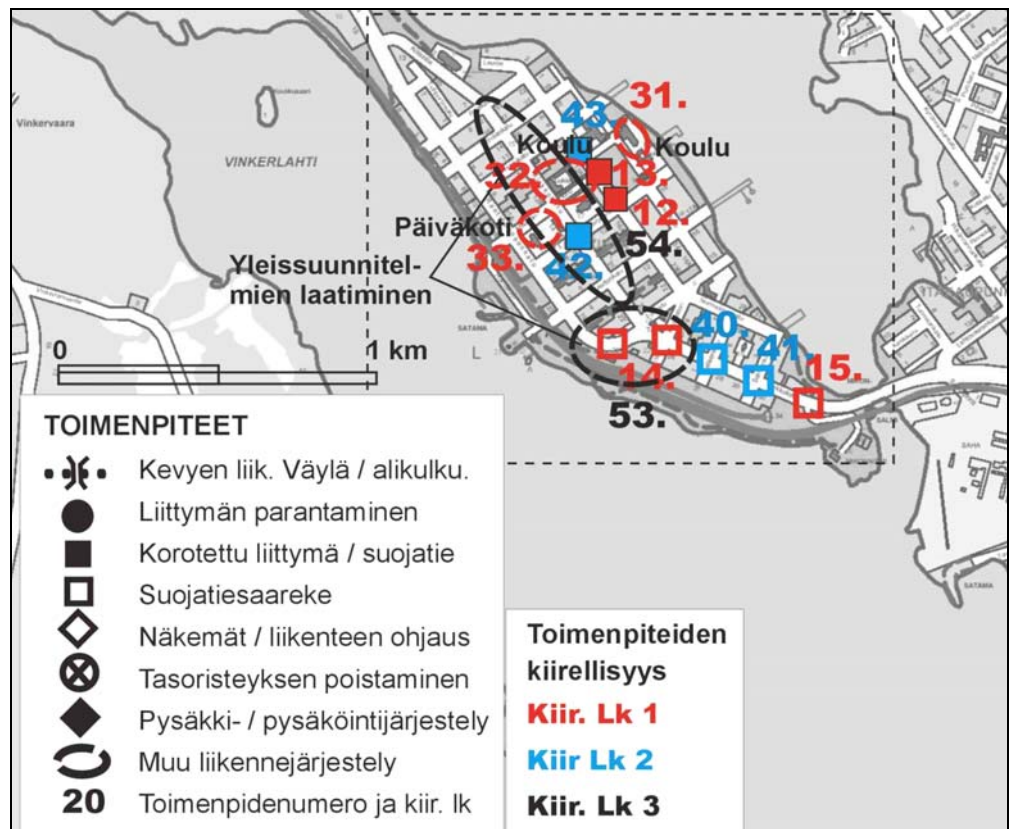 Vinkervaara
VINKERLAHTI
31.
43.
Koulu
Koulu
32.
13.
12.
Päiväkoti
33.
54.
42.
Yleissuunnitel-
mien laatiminen
SATAMA
0
1 km
L
40.
41.
15.
14.
53.
SAHA
SATAMA
TOIMENPITEET
Kevyen liik. Väylä / alikulku.
Liittymän parantaminen
Korotettu liittymä / suojatie
Suojatiesaareke
Näkemät / liikenteen ohjaus
Tasoristeyksen poistaminen
Pysäkki- / pysäköintijärjestely
Muu liikennejärjestely
20 Toimenpidenumero ja kiir. lk
Toimenpiteiden
kiirellisyys
Kiir. Lk 1
Kiir Lk 2
Kiir. Lk 3